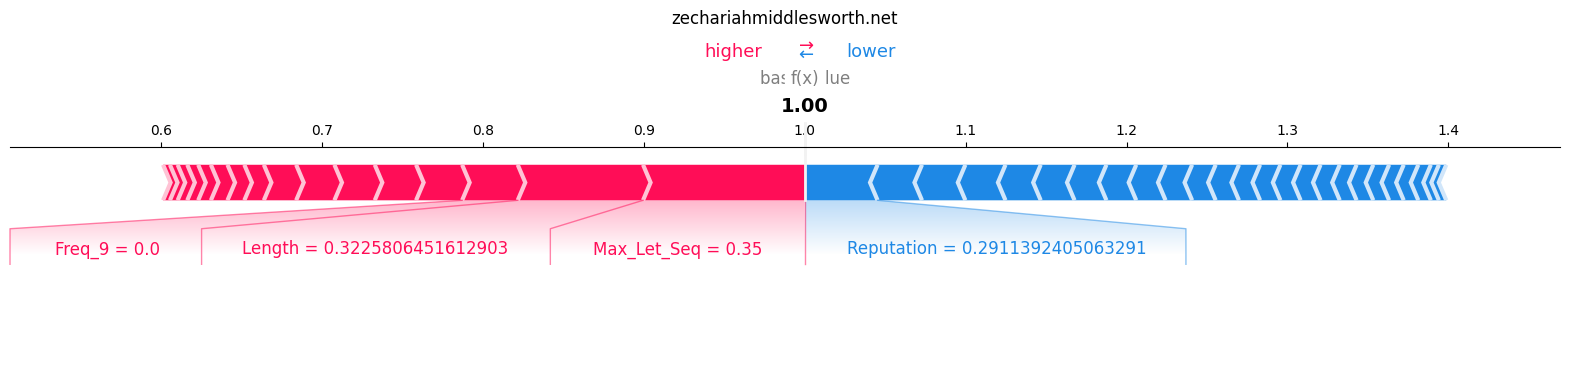 zechariahmiddlesworth.net
higher → ← lower
f(x)
1.00
0.6 0.7 0.8 0.9 1.0 1.1 1.2 1.3 1.4
Freq_9 = 0.0 Length = 0.3225806451612903 Max_Let_Seq = 0.35 Reputation = 0.2911392405063291